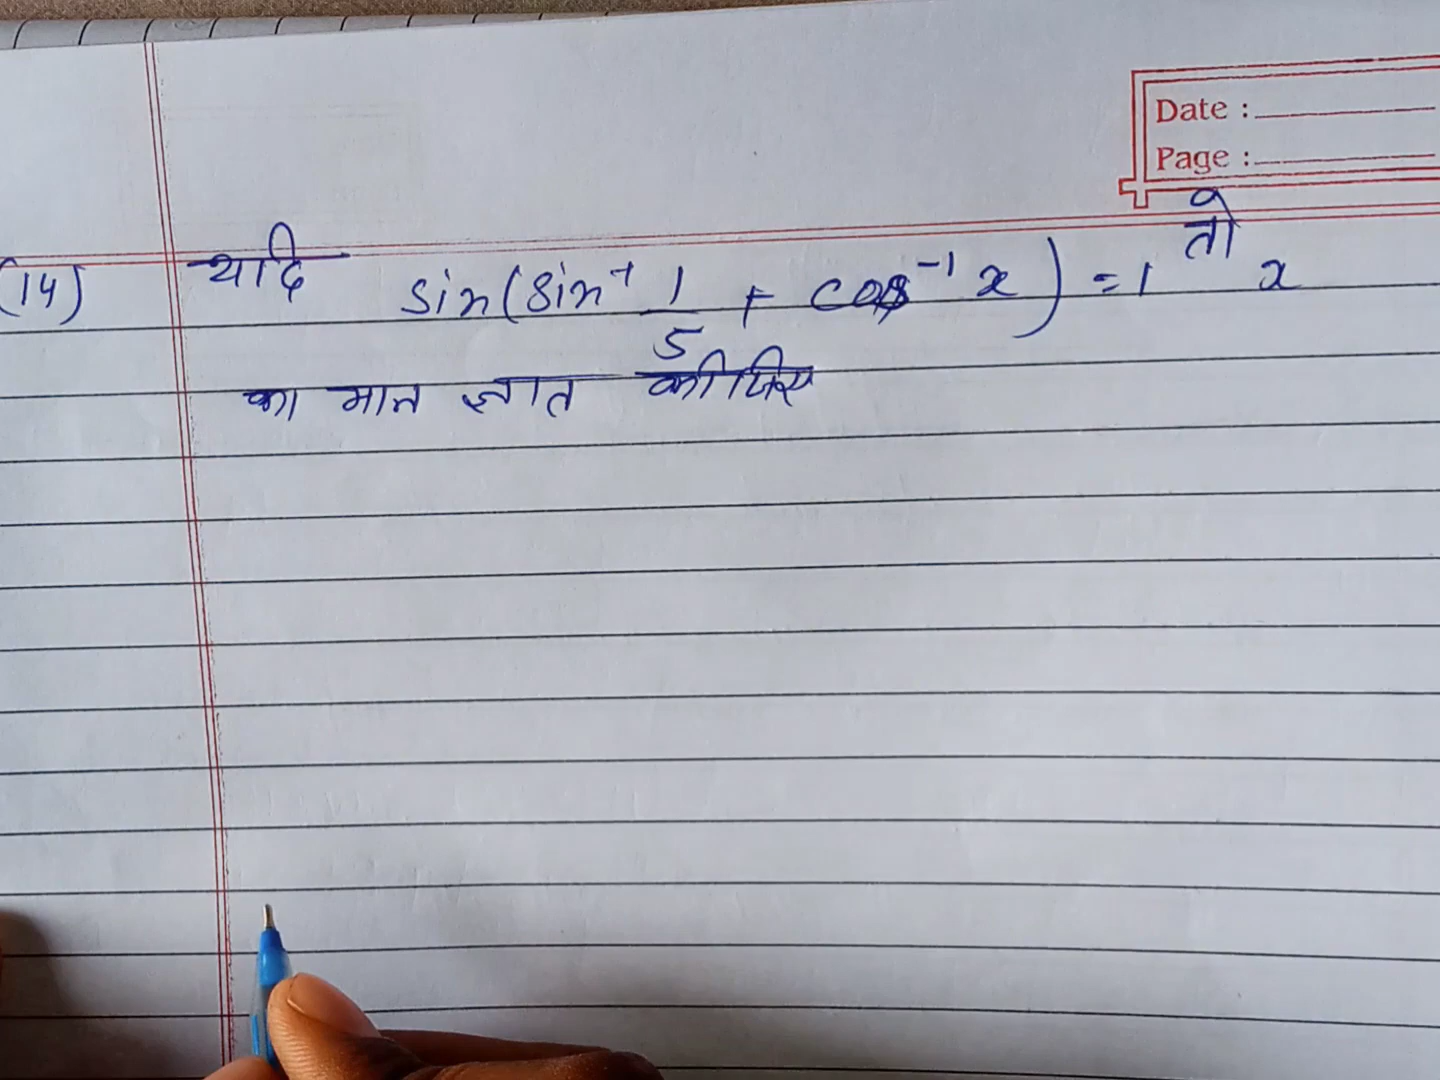 Date :
Page :
(14) यदि sin(sin⁻¹ 1/5 + cos⁻¹ x) = 1 तो x
का मान ज्ञात कीजिए